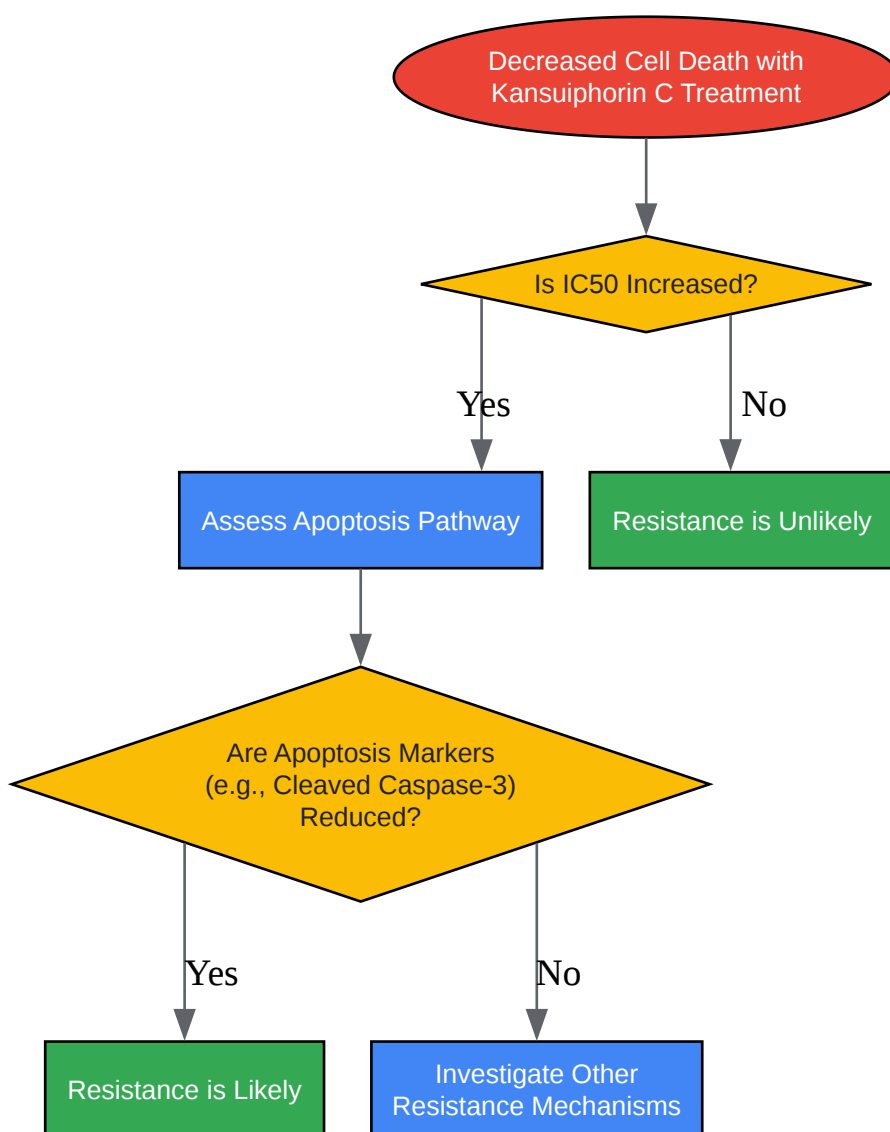 Decreased Cell Death with
Kansuiphorin C Treatment
Is IC50 Increased?
Yes
No
Assess Apoptosis Pathway
Resistance is Unlikely
Are Apoptosis Markers
(e.g., Cleaved Caspase-3)
Reduced?
Yes
No
Resistance is Likely
Investigate Other
Resistance Mechanisms